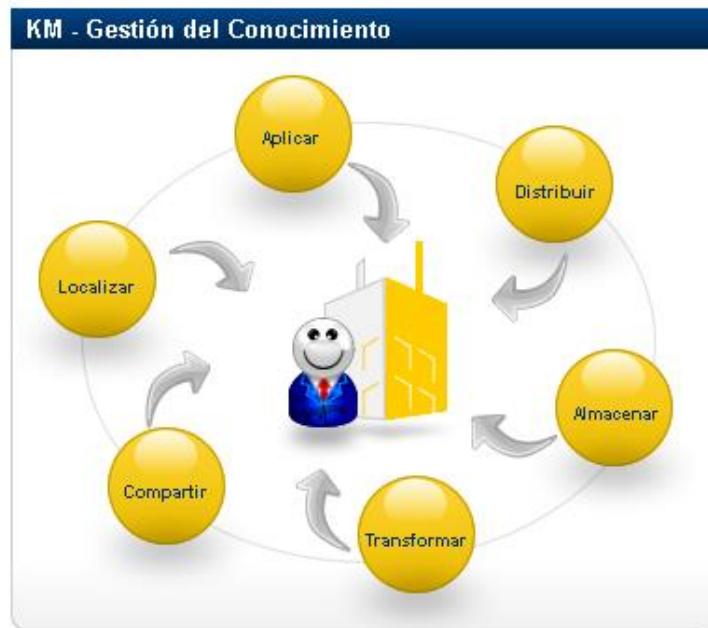 KM - Gestión del Conocimiento
Aplicar
Distribuir
Localizar
Almacenar
Compartir
Transformar